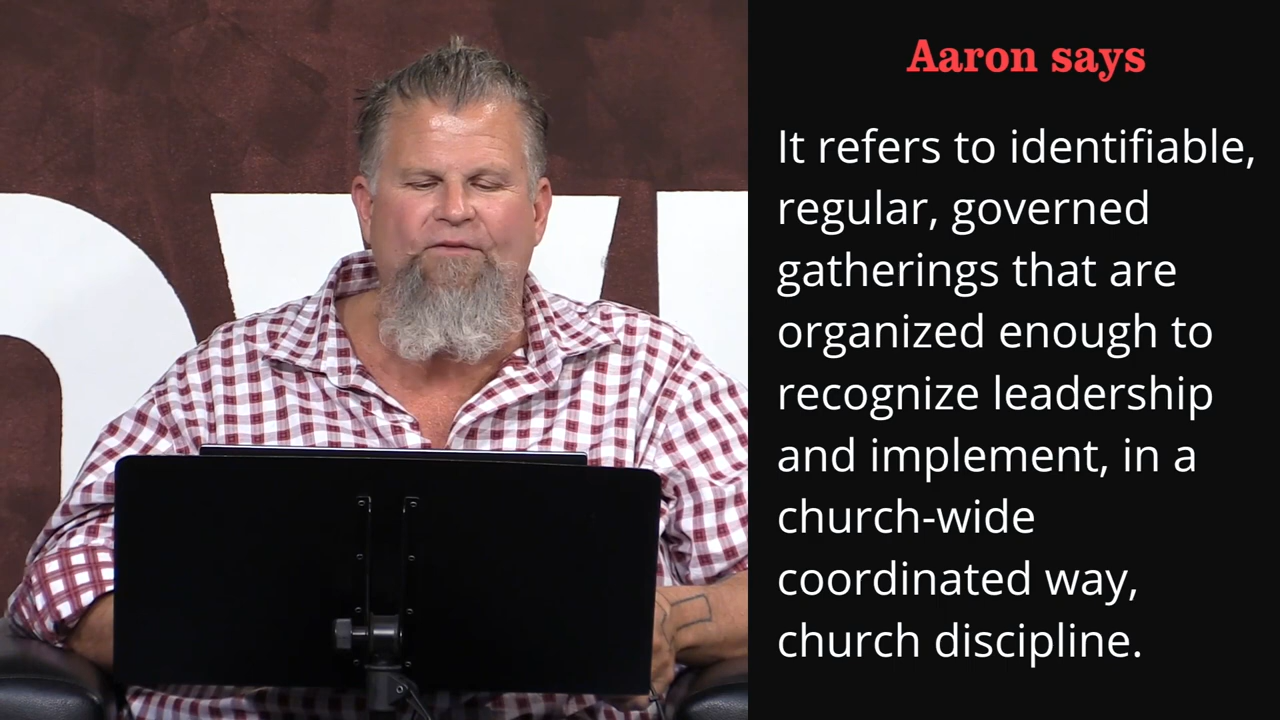 Aaron says
It refers to identifiable,
regular, governed
gatherings that are
organized enough to
recognize leadership
and implement, in a
church-wide
coordinated way,
church discipline.